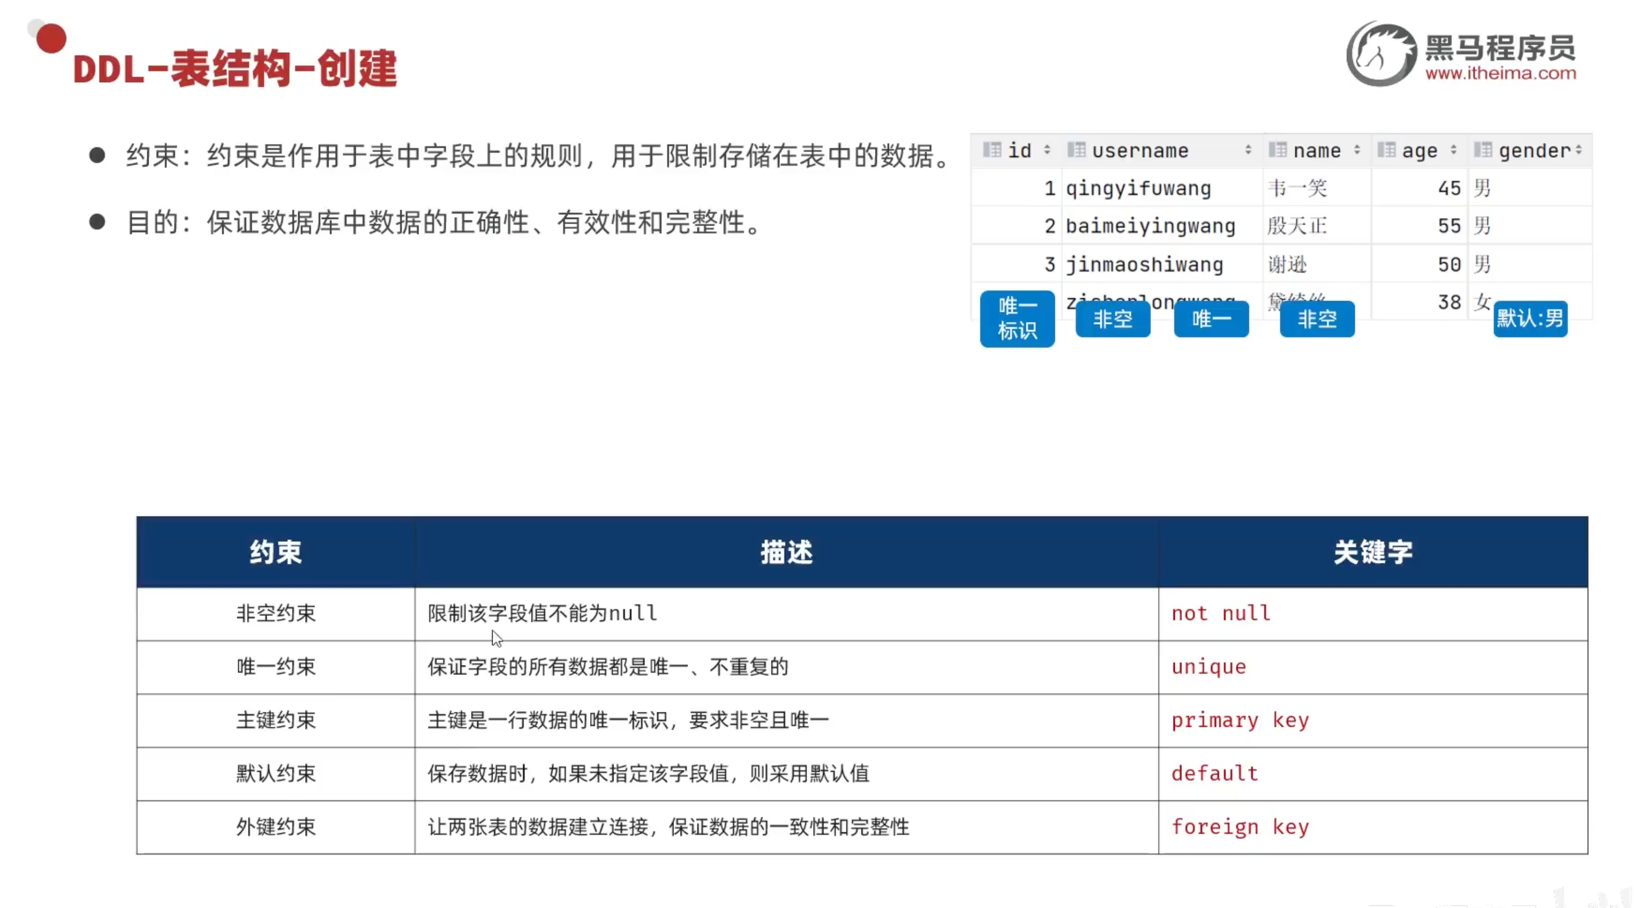 DDL-表结构-创建
黑马程序员
www.itheima.com
约束：约束是作用于表中字段上的规则，用于限制存储在表中的数据。
目的：保证数据库中数据的正确性、有效性和完整性。
id username name age gender
1 qingyifuwang 韦一笑 45 男
2 baimeiyingwang 殷天正 55 男
3 jinmaoshiwang 谢逊 50 男
38 女
唯一
标识
非空 唯一 非空 默认:男
约束 描述 关键字
非空约束 限制该字段值不能为null not null
唯一约束 保证字段的所有数据都是唯一、不重复的 unique
主键约束 主键是一行数据的唯一标识，要求非空且唯一 primary key
默认约束 保存数据时，如果未指定该字段值，则采用默认值 default
外键约束 让两张表的数据建立连接，保证数据的一致性和完整性 foreign key